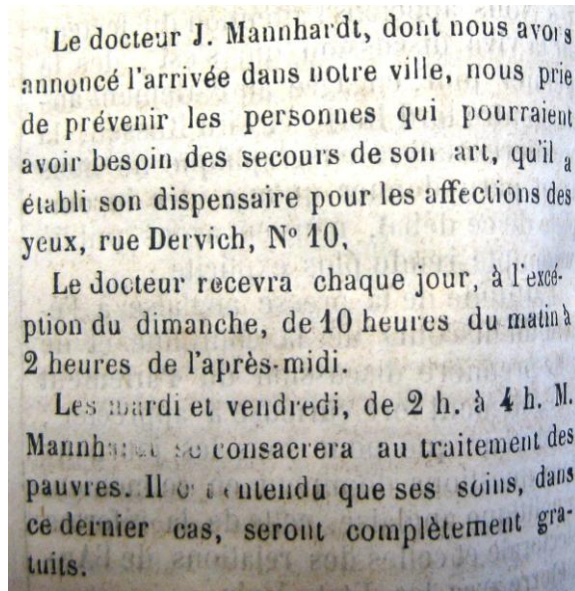 Le docteur J. Mannhardt, dont nous avons
annoncé l'arrivée dans notre ville, nous prie
de prévenir les personnes qui pourraient
avoir besoin des secours de son art, qu'il a
établi son dispensaire pour les affections des
yeux, rue Dervich, N° 10,
Le docteur recevra chaque jour, à l'excé-
ption du dimanche, de 10 heures du matin à
2 heures de l'après-midi.
Les mardi et vendredi, de 2 h. à 4 h. M.
Mannhardt se consacrera au traitement des
pauvres. Il entendu que ses soins, dans
ce dernier cas, seront complètement gra-
tuits.